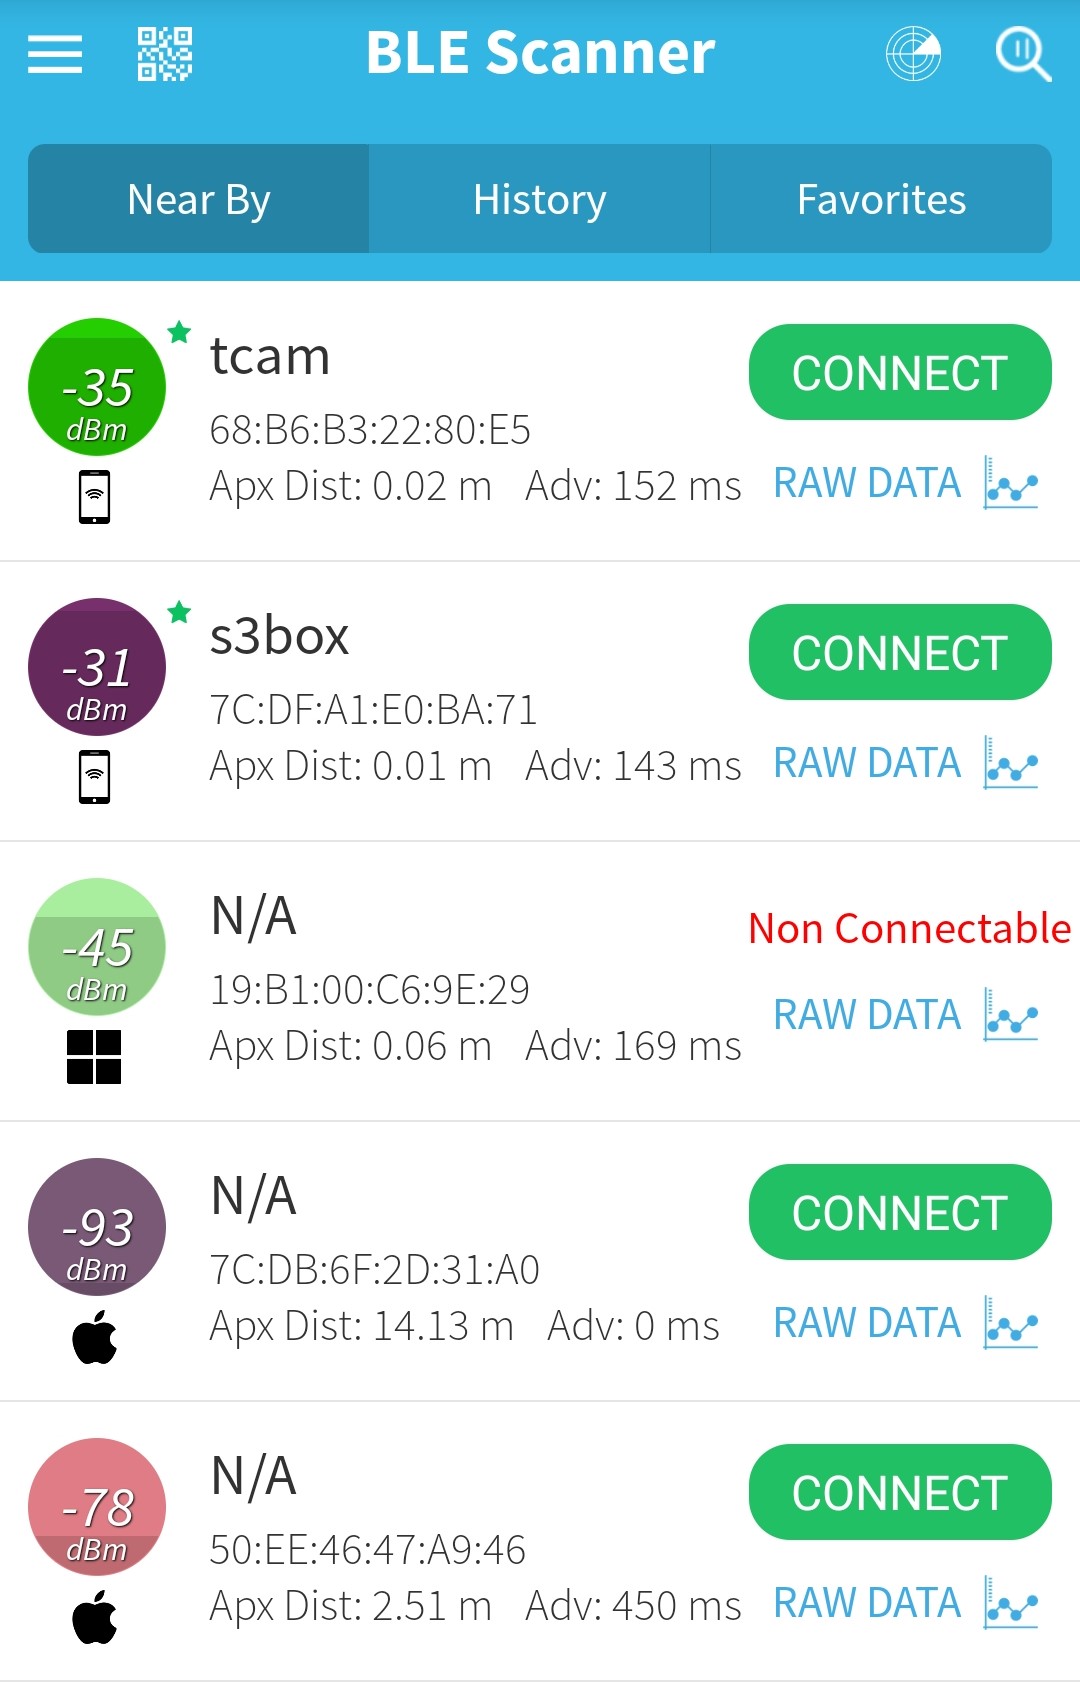 BLE Scanner
Near By History Favorites
-35 dBm
tcam
68:B6:B3:22:80:E5
Apx Dist: 0.02 m Adv: 152 ms
CONNECT
RAW DATA
-31 dBm
s3box
7C:DF:A1:E0:BA:71
Apx Dist: 0.01 m Adv: 143 ms
CONNECT
RAW DATA
-45 dBm
N/A
19:B1:00:C6:9E:29
Apx Dist: 0.06 m Adv: 169 ms
Non Connectable
RAW DATA
-93 dBm
N/A
7C:DB:6F:2D:31:A0
Apx Dist: 14.13 m Adv: 0 ms
CONNECT
RAW DATA
-78 dBm
N/A
50:EE:46:47:A9:46
Apx Dist: 2.51 m Adv: 450 ms
CONNECT
RAW DATA